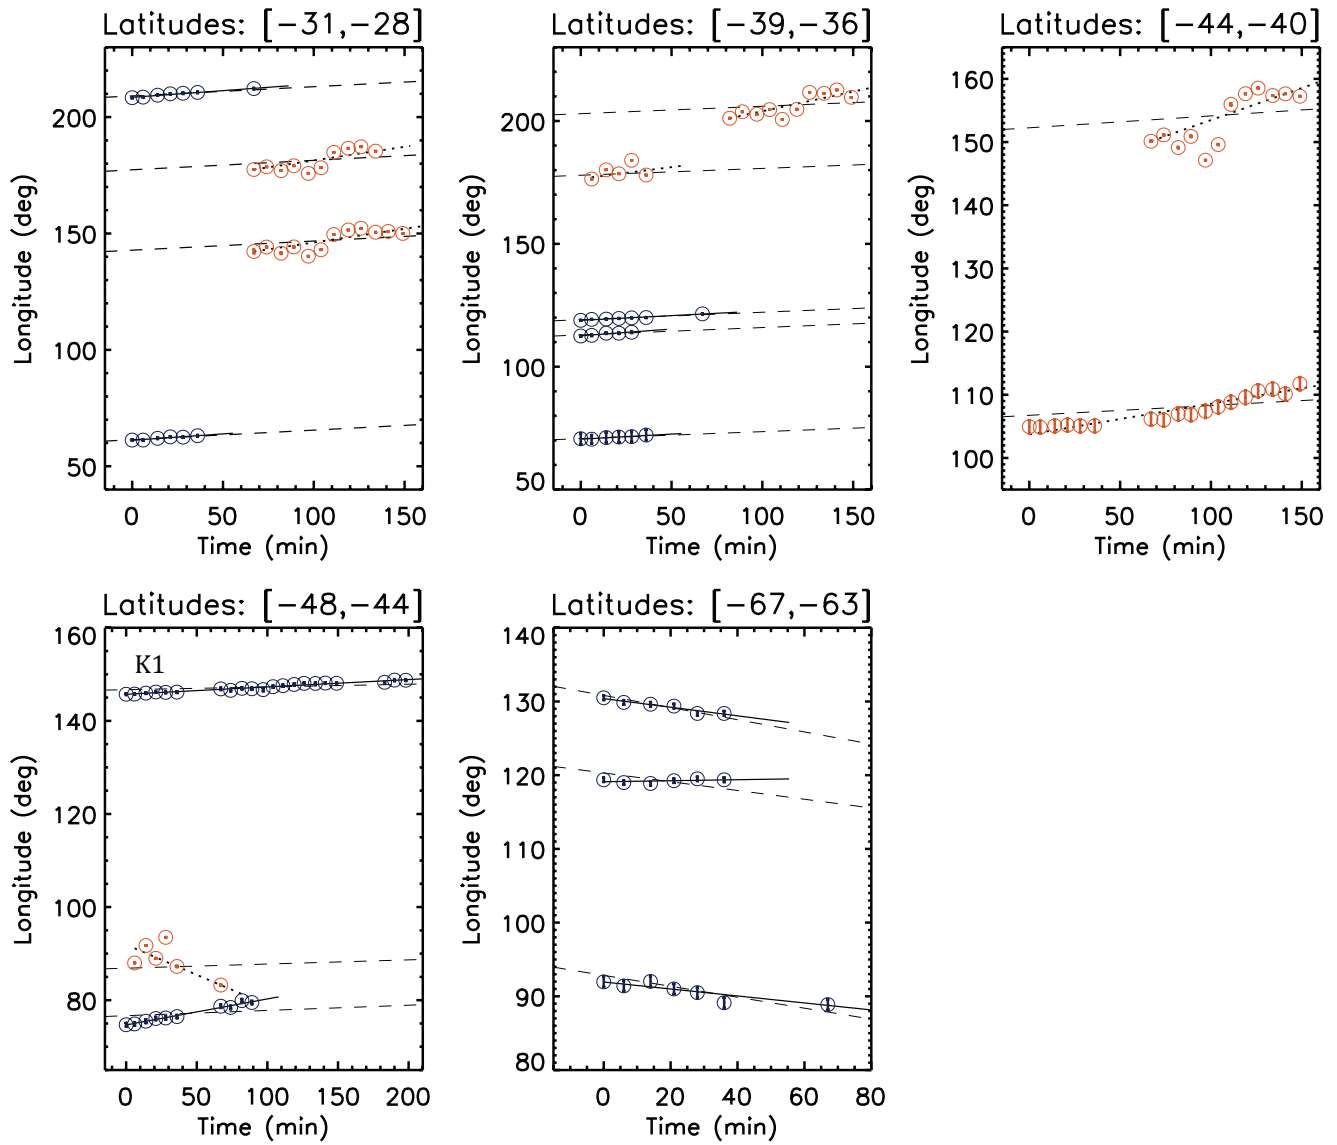 Latitudes: [−31,−28]
Longitude (deg)
200
150
100
50
0 50 100 150
Time (min)
Latitudes: [−39,−36]
Longitude (deg)
200
150
100
50
0 50 100 150
Time (min)
Latitudes: [−44,−40]
Longitude (deg)
160
150
140
130
120
110
100
0 50 100 150
Time (min)
Latitudes: [−48,−44]
Longitude (deg)
160
140
120
100
80
K1
0 50 100 150 200
Time (min)
Latitudes: [−67,−63]
Longitude (deg)
140
130
120
110
100
90
80
0 20 40 60 80
Time (min)